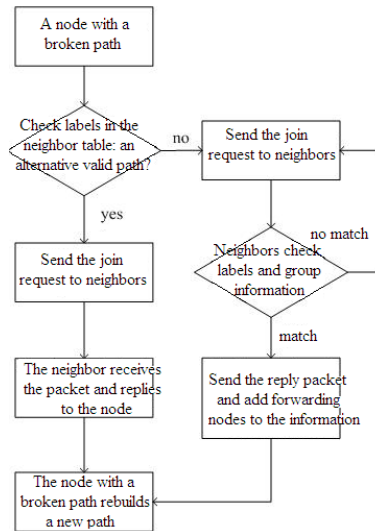 A node with a
broken path
Check labels in the
neighbor table: an
alternative valid path?
no
Send the join
request to neighbors
yes
no match
Neighbors check
labels and group
information
Send the join
request to neighbors
match
The neighbor receives
the packet and replies
to the node
Send the reply packet
and add forwarding
nodes to the information
The node with a
broken path rebuilds
a new path